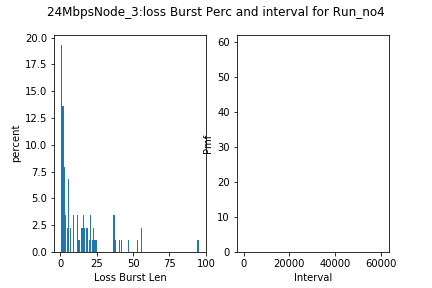 24MbpsNode_3:loss Burst Perc and interval for Run_no4
20.0
17.5
15.0
12.5
10.0
7.5
5.0
2.5
0.0
percent
0 25 50 75 100
Loss Burst Len
60
50
40
30
20
10
0
Pmf
0 20000 40000 60000
Interval